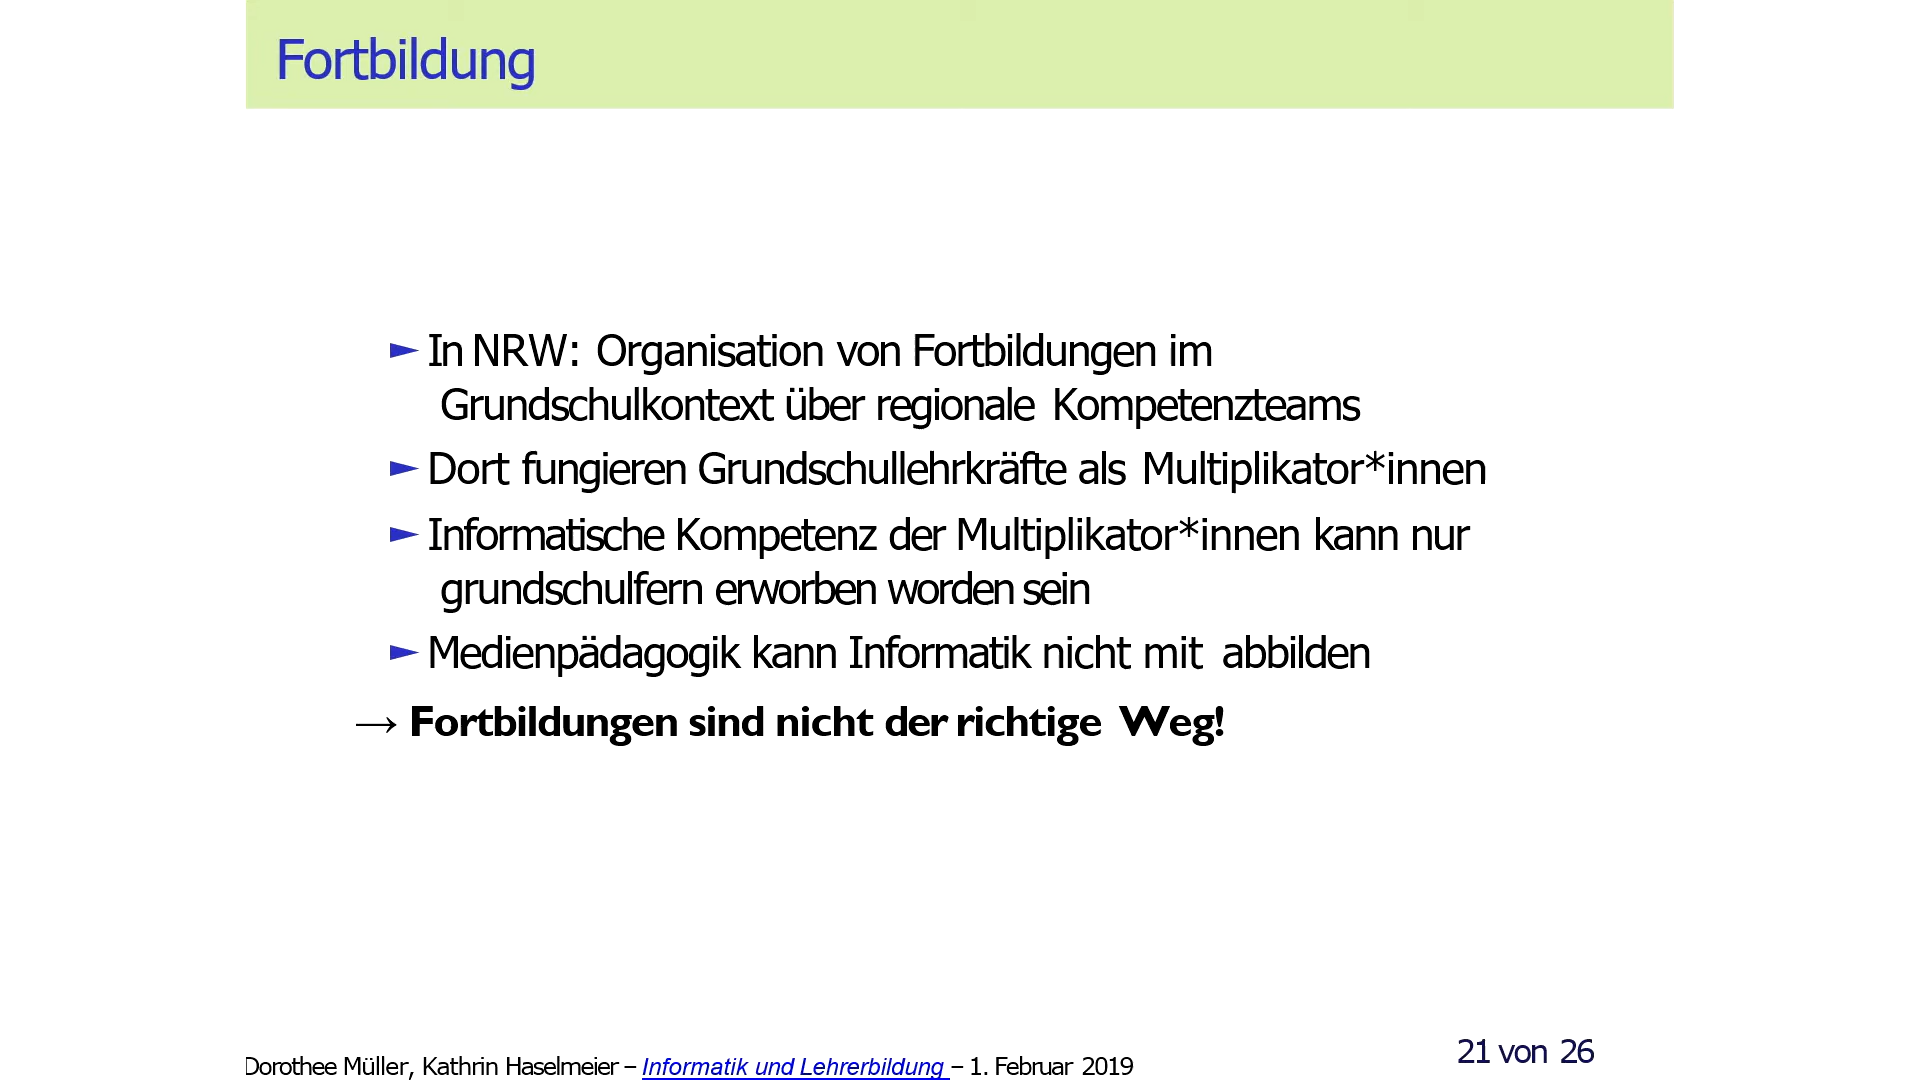 Fortbildung
► In NRW: Organisation von Fortbildungen im
Grundschulkontext über regionale Kompetenzteams
► Dort fungieren Grundschullehrkräfte als Multiplikator*innen
► Informatische Kompetenz der Multiplikator*innen kann nur
grundschulfern erworben worden sein
► Medienpädagogik kann Informatik nicht mit abbilden
→ Fortbildungen sind nicht der richtige Weg!
Dorothee Müller, Kathrin Haselmeier – Informatik und Lehrerbildung – 1. Februar 2019
21 von 26